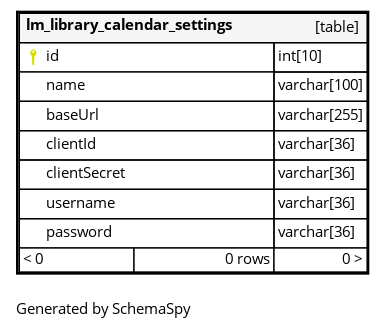 lm_library_calendar_settings [table]
id int[10]
name varchar[100]
baseUrl varchar[255]
clientId varchar[36]
clientSecret varchar[36]
username varchar[36]
password varchar[36]
< 0 0 rows 0 >
Generated by SchemaSpy